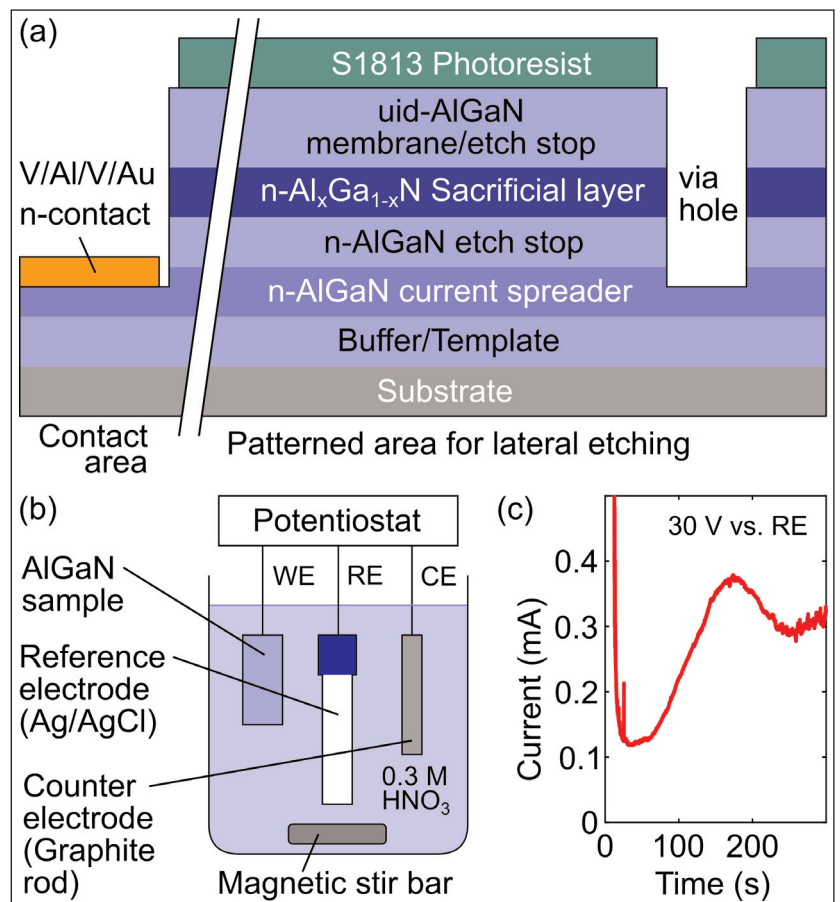 (a)
S1813 Photoresist
uid-AlGaN
membrane/etch stop
V/Al/V/Au
n-contact
n-AlₓGa₁₋ₓN Sacrificial layer
via
hole
n-AlGaN etch stop
n-AlGaN current spreader
Buffer/Template
Substrate
Contact
area
Patterned area for lateral etching
(b)
Potentiostat
AlGaN
sample
WE
RE
CE
Reference
electrode
(Ag/AgCl)
Counter
electrode
(Graphite
rod)
0.3 M
HNO₃
Magnetic stir bar
(c)
30 V vs. RE
Current (mA)
0.4
0.3
0.2
0.1
0
0
200
Time (s)